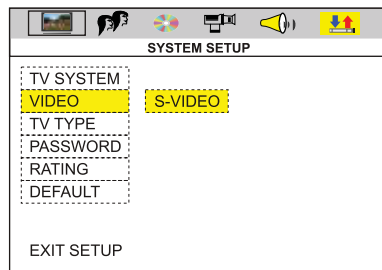 SYSTEM SETUP
TV SYSTEM
VIDEO S-VIDEO
TV TYPE
PASSWORD
RATING
DEFAULT
EXIT SETUP